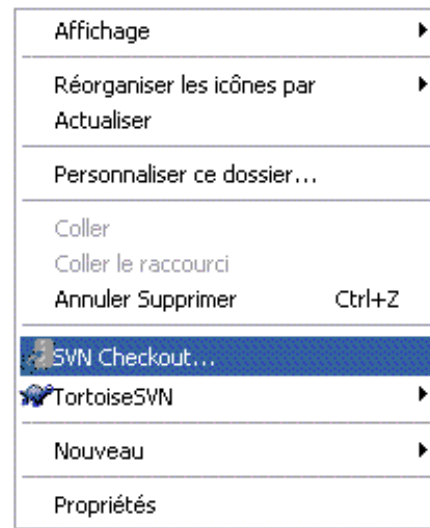 Affichage
Réorganiser les icônes par
Actualiser
Personnaliser ce dossier...
Coller
Coller le raccourci
Annuler Supprimer Ctrl+Z
SVN Checkout...
TortoiseSVN
Nouveau
Propriétés